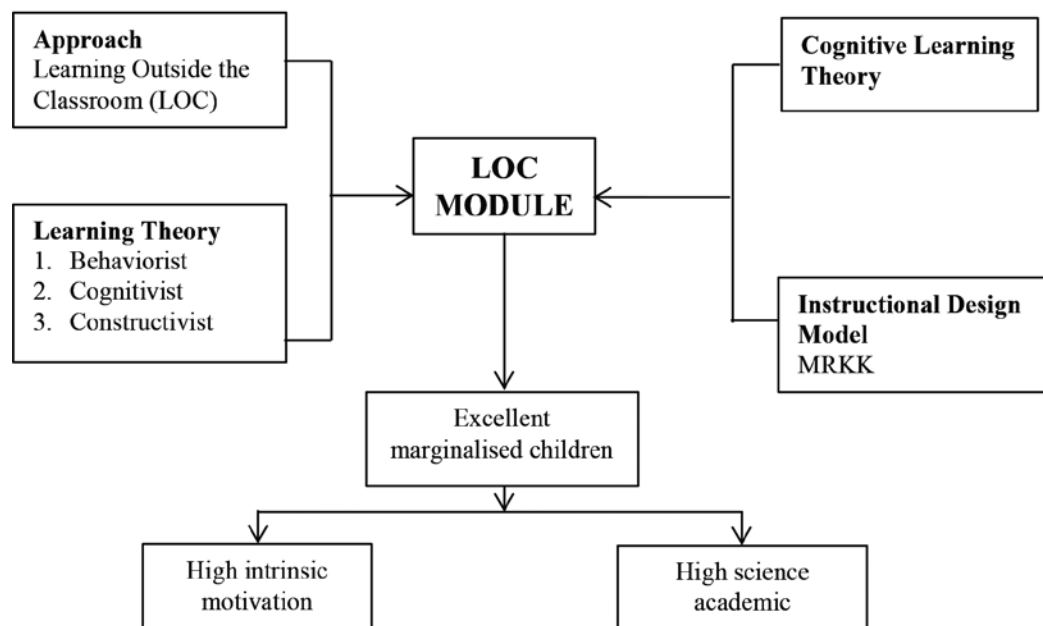 Approach
Learning Outside the
Classroom (LOC)
Learning Theory
1. Behaviorist
2. Cognitivist
3. Constructivist
LOC
MODULE
Cognitive Learning
Theory
Instructional Design
Model
MRKK
Excellent
marginalised children
High intrinsic
motivation
High science
academic